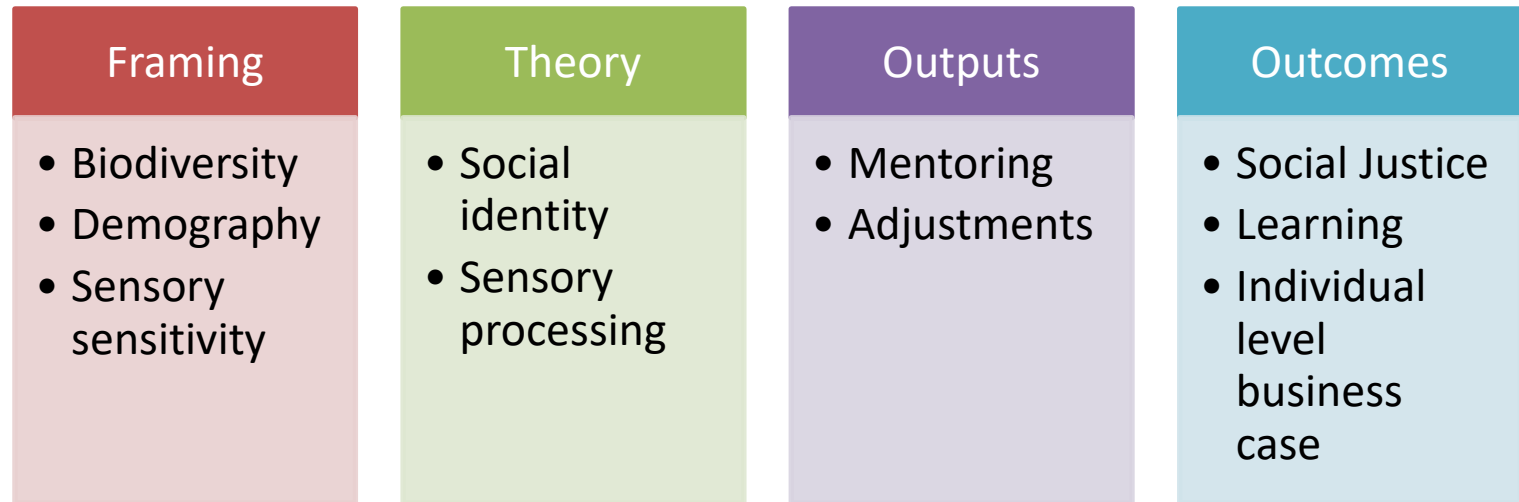 Framing
• Biodiversity
• Demography
• Sensory
sensitivity
Theory
• Social
identity
• Sensory
processing
Outputs
• Mentoring
• Adjustments
Outcomes
• Social Justice
• Learning
• Individual
level
business
case